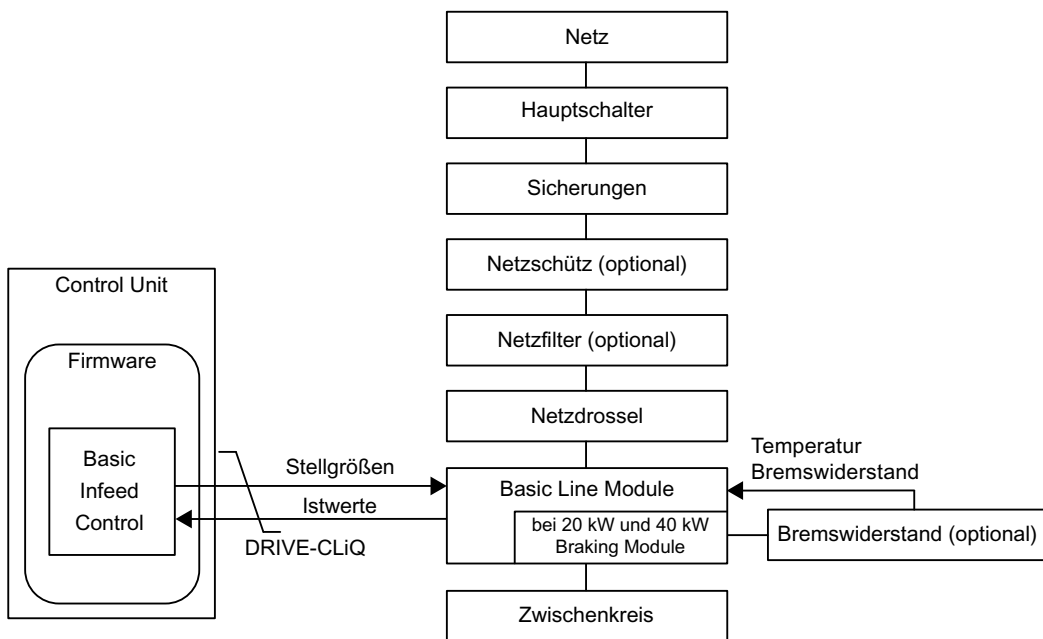 Netz
Hauptschalter
Sicherungen
Netzschütz (optional)
Control Unit
Netzfilter (optional)
Firmware
Netzdrossel
Basic
Infeed
Control
Stellgrößen
Istwerte
DRIVE-CLiQ
Basic Line Module
bei 20 kW und 40 kW
Braking Module
Temperatur
Bremswiderstand
Bremswiderstand (optional)
Zwischenkreis